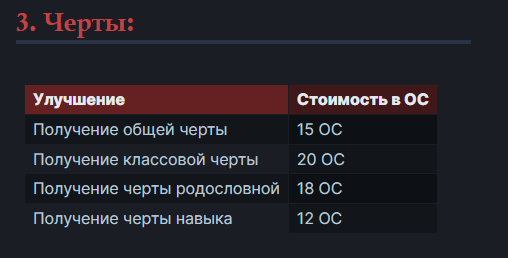 3. Черты:
Улучшение Стоимость в ОС
Получение общей черты 15 ОС
Получение классовой черты 20 ОС
Получение черты родословной 18 ОС
Получение черты навыка 12 ОС